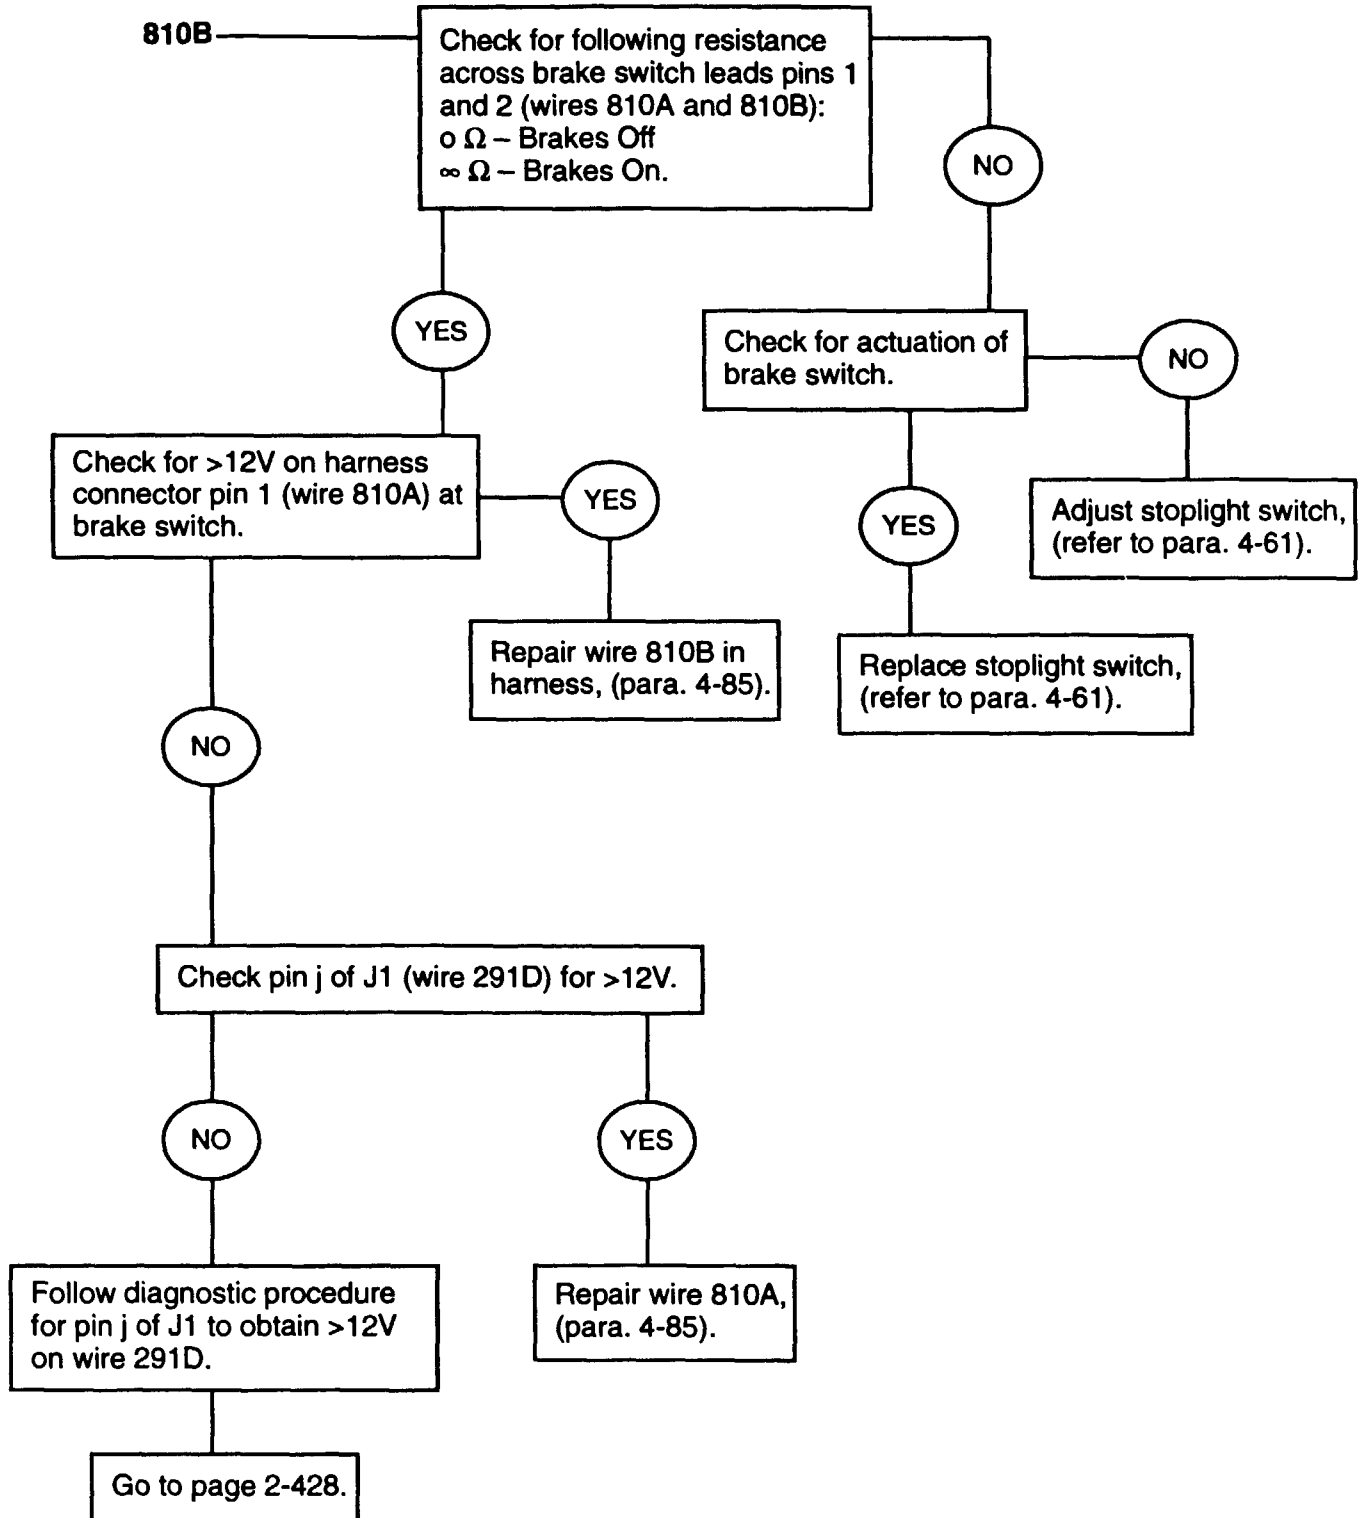 810B
Check for following resistance
across brake switch leads pins 1
and 2 (wires 810A and 810B):
o Ω – Brakes Off
∞ Ω – Brakes On.
NO
YES
Check for actuation of
brake switch.
NO
Check for >12V on harness
connector pin 1 (wire 810A) at
brake switch.
YES
YES
Adjust stoplight switch,
(refer to para. 4-61).
Repair wire 810B in
harness, (para. 4-85).
Replace stoplight switch,
(refer to para. 4-61).
NO
Check pin j of J1 (wire 291D) for >12V.
NO
YES
Follow diagnostic procedure
for pin j of J1 to obtain >12V
on wire 291D.
Repair wire 810A,
(para. 4-85).
Go to page 2-428.